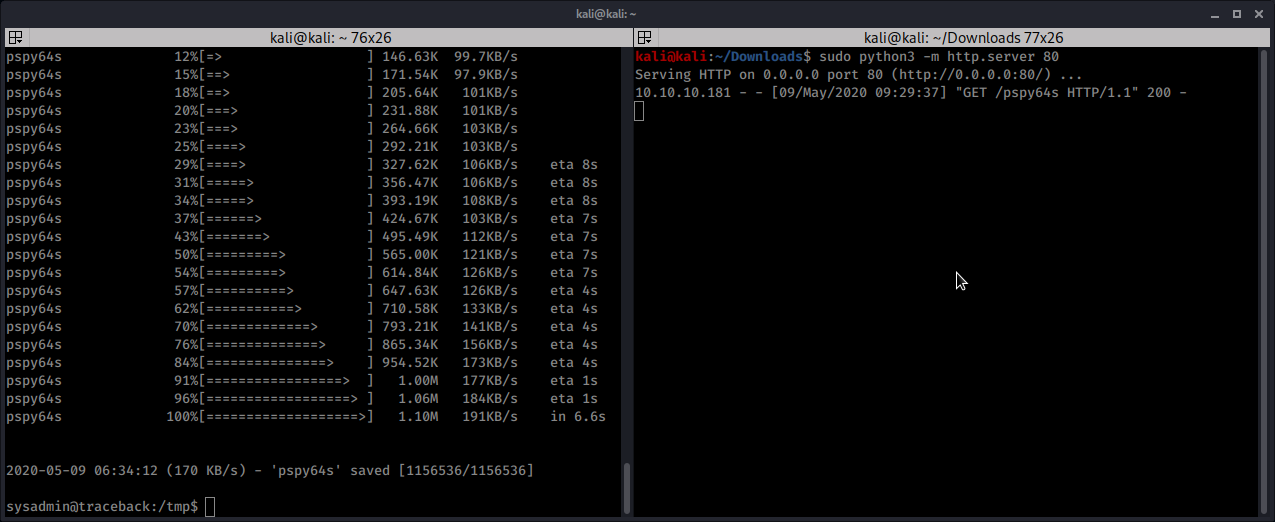 kali@kali: ~
kali@kali: ~ 76x26
pspy64s 12%[=> ] 146.63K 99.7KB/s
pspy64s 15%[==> ] 171.54K 97.9KB/s
pspy64s 18%[==> ] 205.64K 101KB/s
pspy64s 20%[===> ] 231.88K 101KB/s
pspy64s 23%[===> ] 264.66K 103KB/s
pspy64s 25%[====> ] 292.21K 103KB/s
pspy64s 29%[====> ] 327.62K 106KB/s eta 8s
pspy64s 31%[=====> ] 356.47K 106KB/s eta 8s
pspy64s 34%[=====> ] 393.19K 108KB/s eta 8s
pspy64s 37%[======> ] 424.67K 103KB/s eta 7s
pspy64s 43%[=======> ] 495.49K 112KB/s eta 7s
pspy64s 50%[=========> ] 565.00K 121KB/s eta 7s
pspy64s 54%[=========> ] 614.84K 126KB/s eta 7s
pspy64s 57%[==========> ] 647.63K 126KB/s eta 4s
pspy64s 62%[===========> ] 710.58K 133KB/s eta 4s
pspy64s 70%[=============> ] 793.21K 141KB/s eta 4s
pspy64s 76%[==============> ] 865.34K 156KB/s eta 4s
pspy64s 84%[===============> ] 954.52K 173KB/s eta 4s
pspy64s 91%[=================> ] 1.00M 177KB/s eta 1s
pspy64s 96%[==================> ] 1.06M 184KB/s eta 1s
pspy64s 100%[===================>] 1.10M 191KB/s in 6.6s
2020-05-09 06:34:12 (170 KB/s) - 'pspy64s' saved [1156536/1156536]
sysadmin@traceback:/tmp$
kali@kali: ~/Downloads 77x26
kali@kali:~/Downloads$ sudo python3 -m http.server 80
Serving HTTP on 0.0.0.0 port 80 (http://0.0.0.0:80/) ...
10.10.10.181 - - [09/May/2020 09:29:37] "GET /pspy64s HTTP/1.1" 200 -